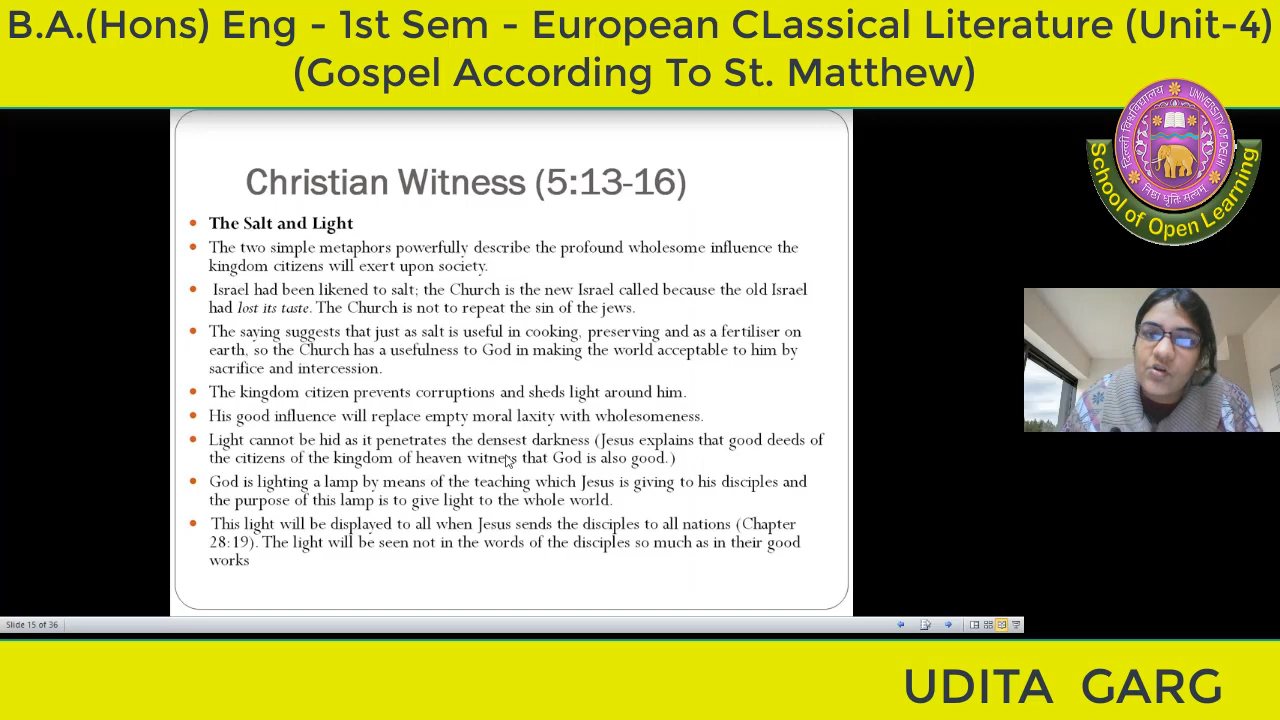 B.A.(Hons) Eng - 1st Sem - European CLassical Literature (Unit-4)
(Gospel According To St. Matthew)
दिल्ली विश्वविद्यालय
UNIVERSITY OF DELHI
निष्ठा धृतिः सत्यम्
School of Open Learning
Christian Witness (5:13-16)
• The Salt and Light
• The two simple metaphors powerfully describe the profound wholesome influence the
kingdom citizens will exert upon society.
• Israel had been likened to salt; the Church is the new Israel called because the old Israel
had lost its taste. The Church is not to repeat the sin of the jews.
• The saying suggests that just as salt is useful in cooking, preserving and as a fertiliser on
earth, so the Church has a usefulness to God in making the world acceptable to him by
sacrifice and intercession.
• The kingdom citizen prevents corruptions and sheds light around him.
• His good influence will replace empty moral laxity with wholesomeness.
• Light cannot be hid as it penetrates the densest darkness (Jesus explains that good deeds of
the citizens of the kingdom of heaven witness that God is also good.)
• God is lighting a lamp by means of the teaching which Jesus is giving to his disciples and
the purpose of this lamp is to give light to the whole world.
• This light will be displayed to all when Jesus sends the disciples to all nations (Chapter
28:19). The light will be seen not in the words of the disciples so much as in their good
works
Slide 15 of 36
UDITA GARG